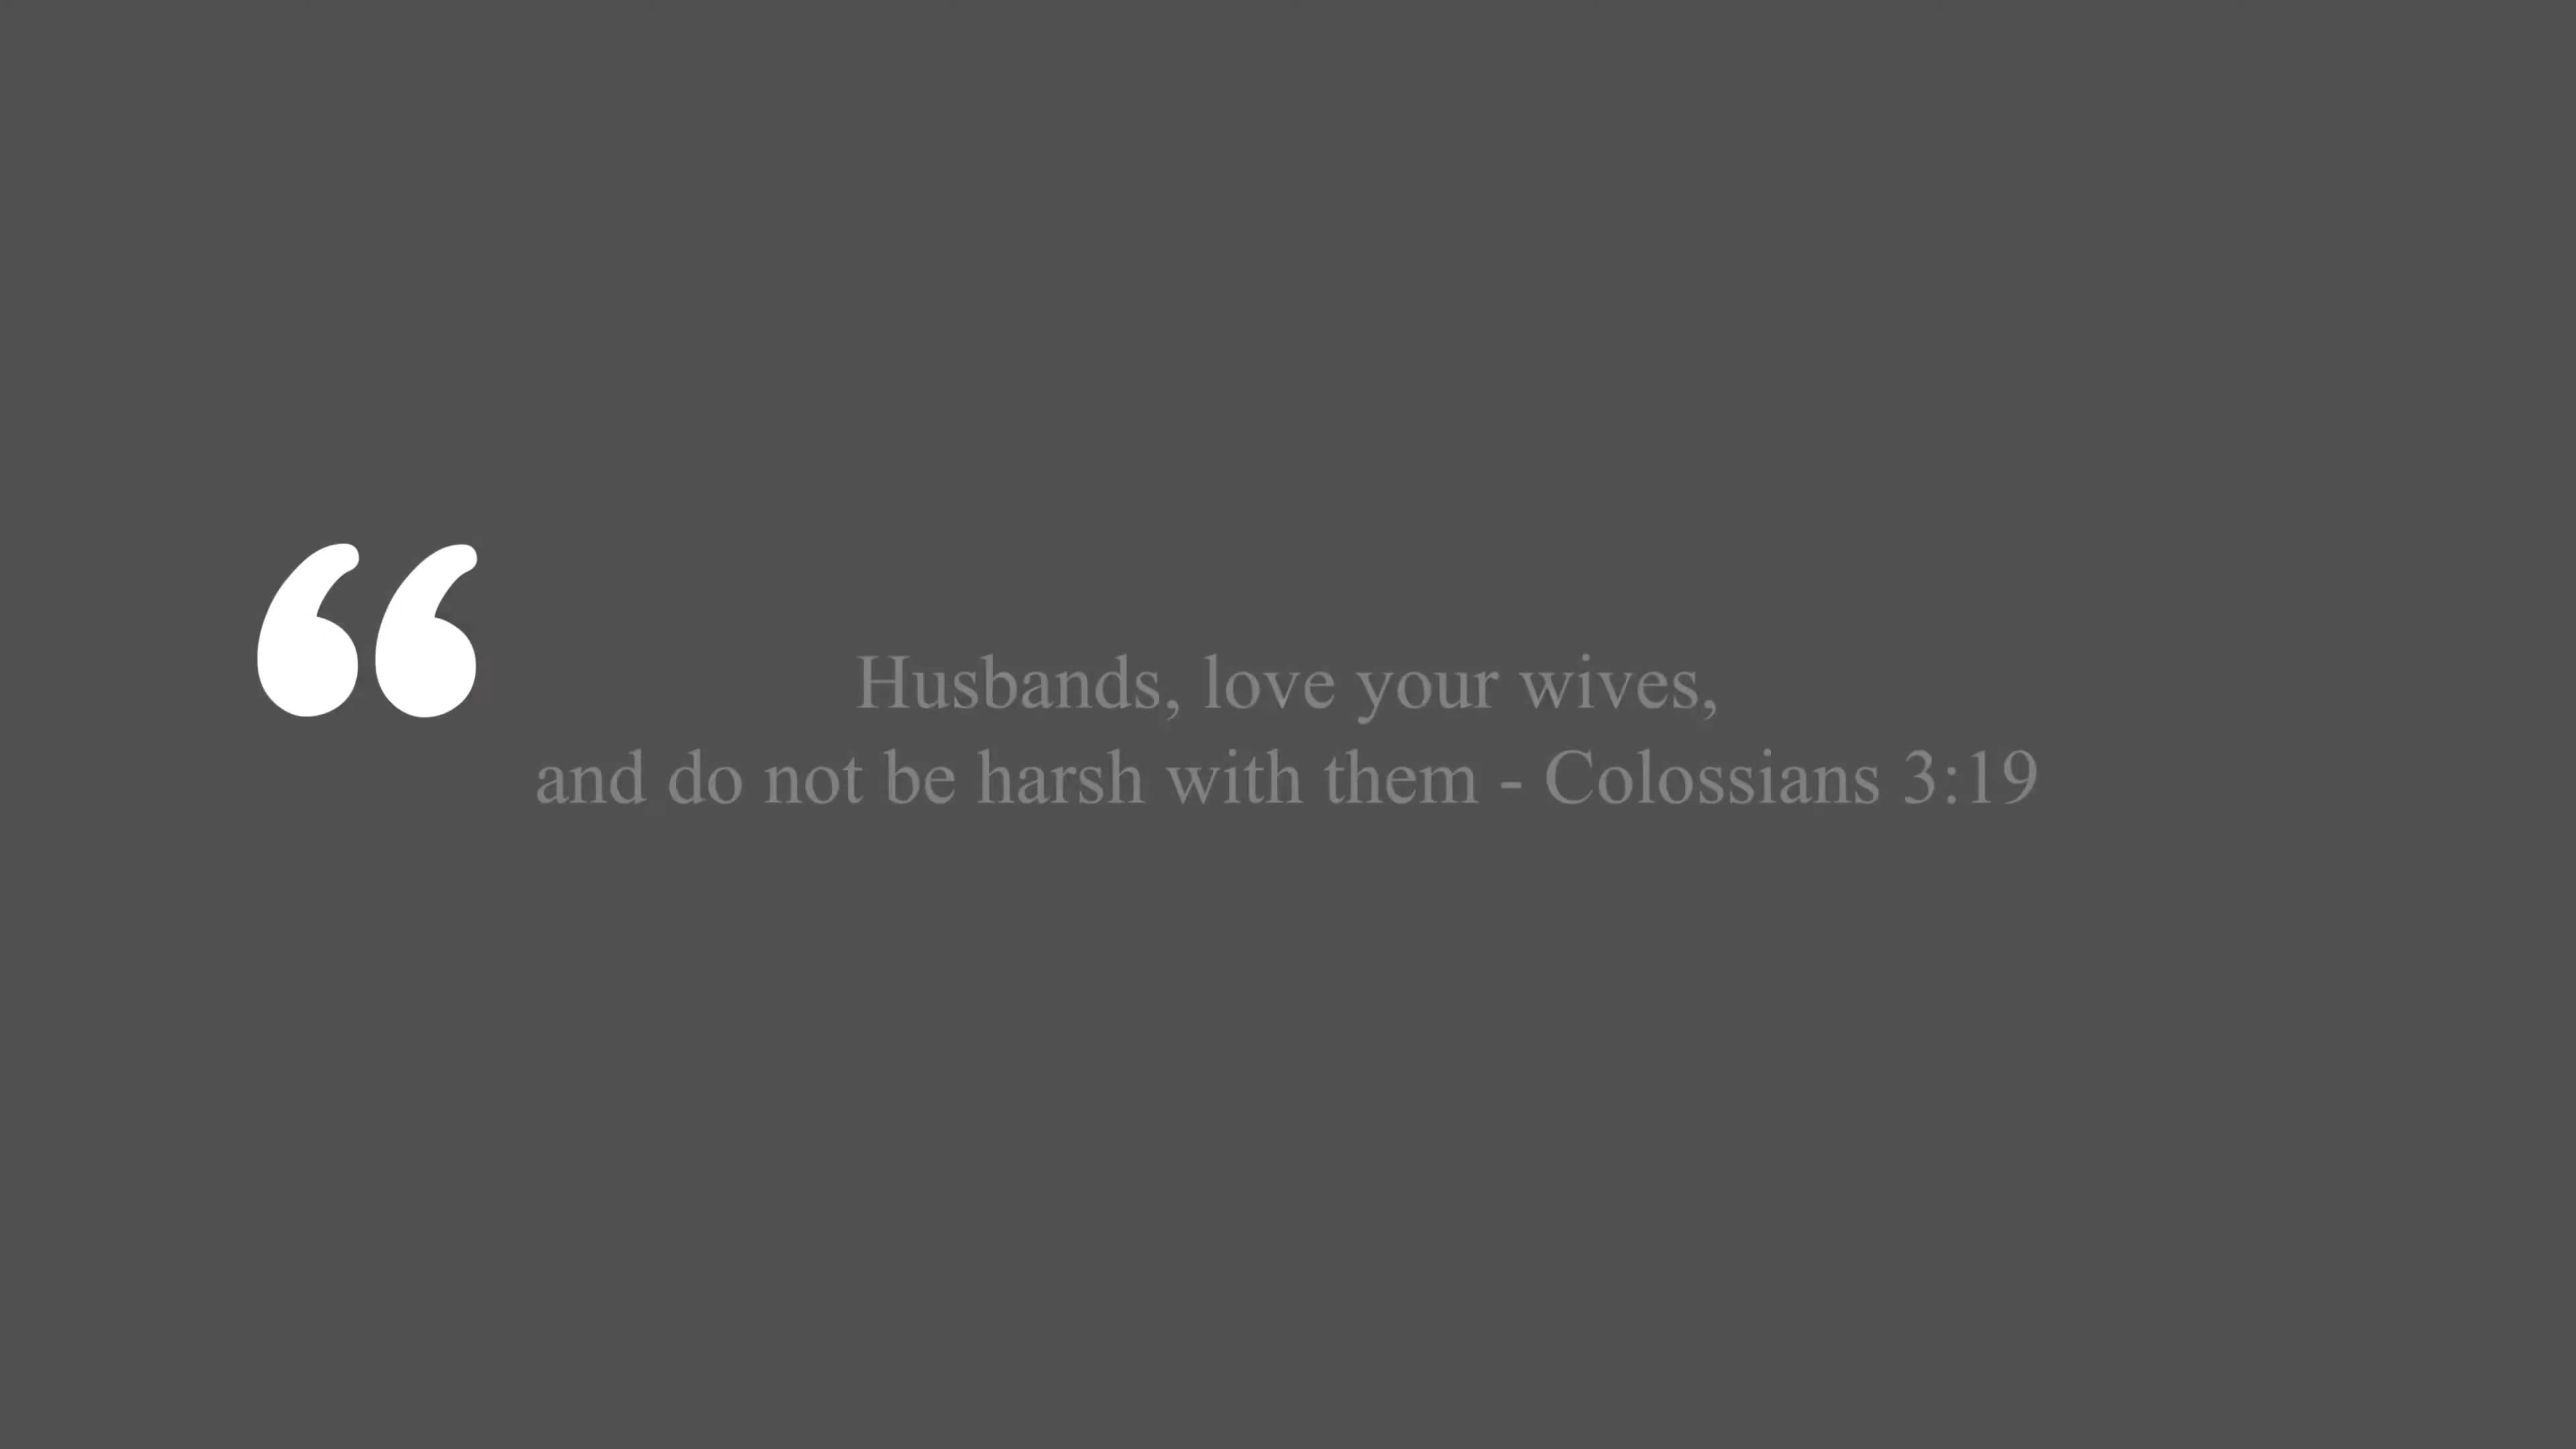 “
Husbands, love your wives,
and do not be harsh with them - Colossians 3:19